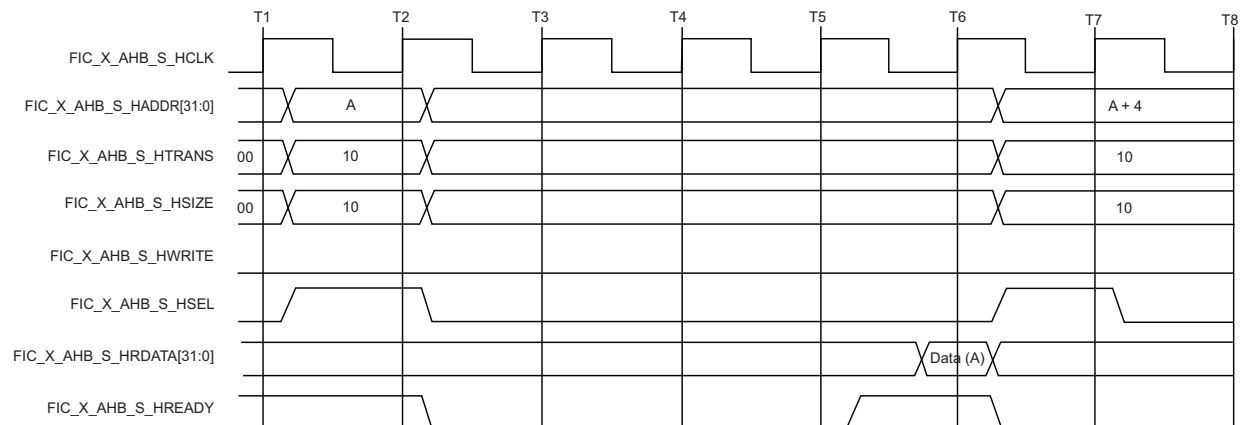 T1 T2 T3 T4 T5 T6 T7 T8
FIC_X_AHB_S_HCLK
FIC_X_AHB_S_HADDR[31:0] A A + 4
FIC_X_AHB_S_HTRANS 00 10 10
FIC_X_AHB_S_HSIZE 00 10 10
FIC_X_AHB_S_HWRITE
FIC_X_AHB_S_HSEL
FIC_X_AHB_S_HRDATA[31:0] Data (A)
FIC_X_AHB_S_HREADY